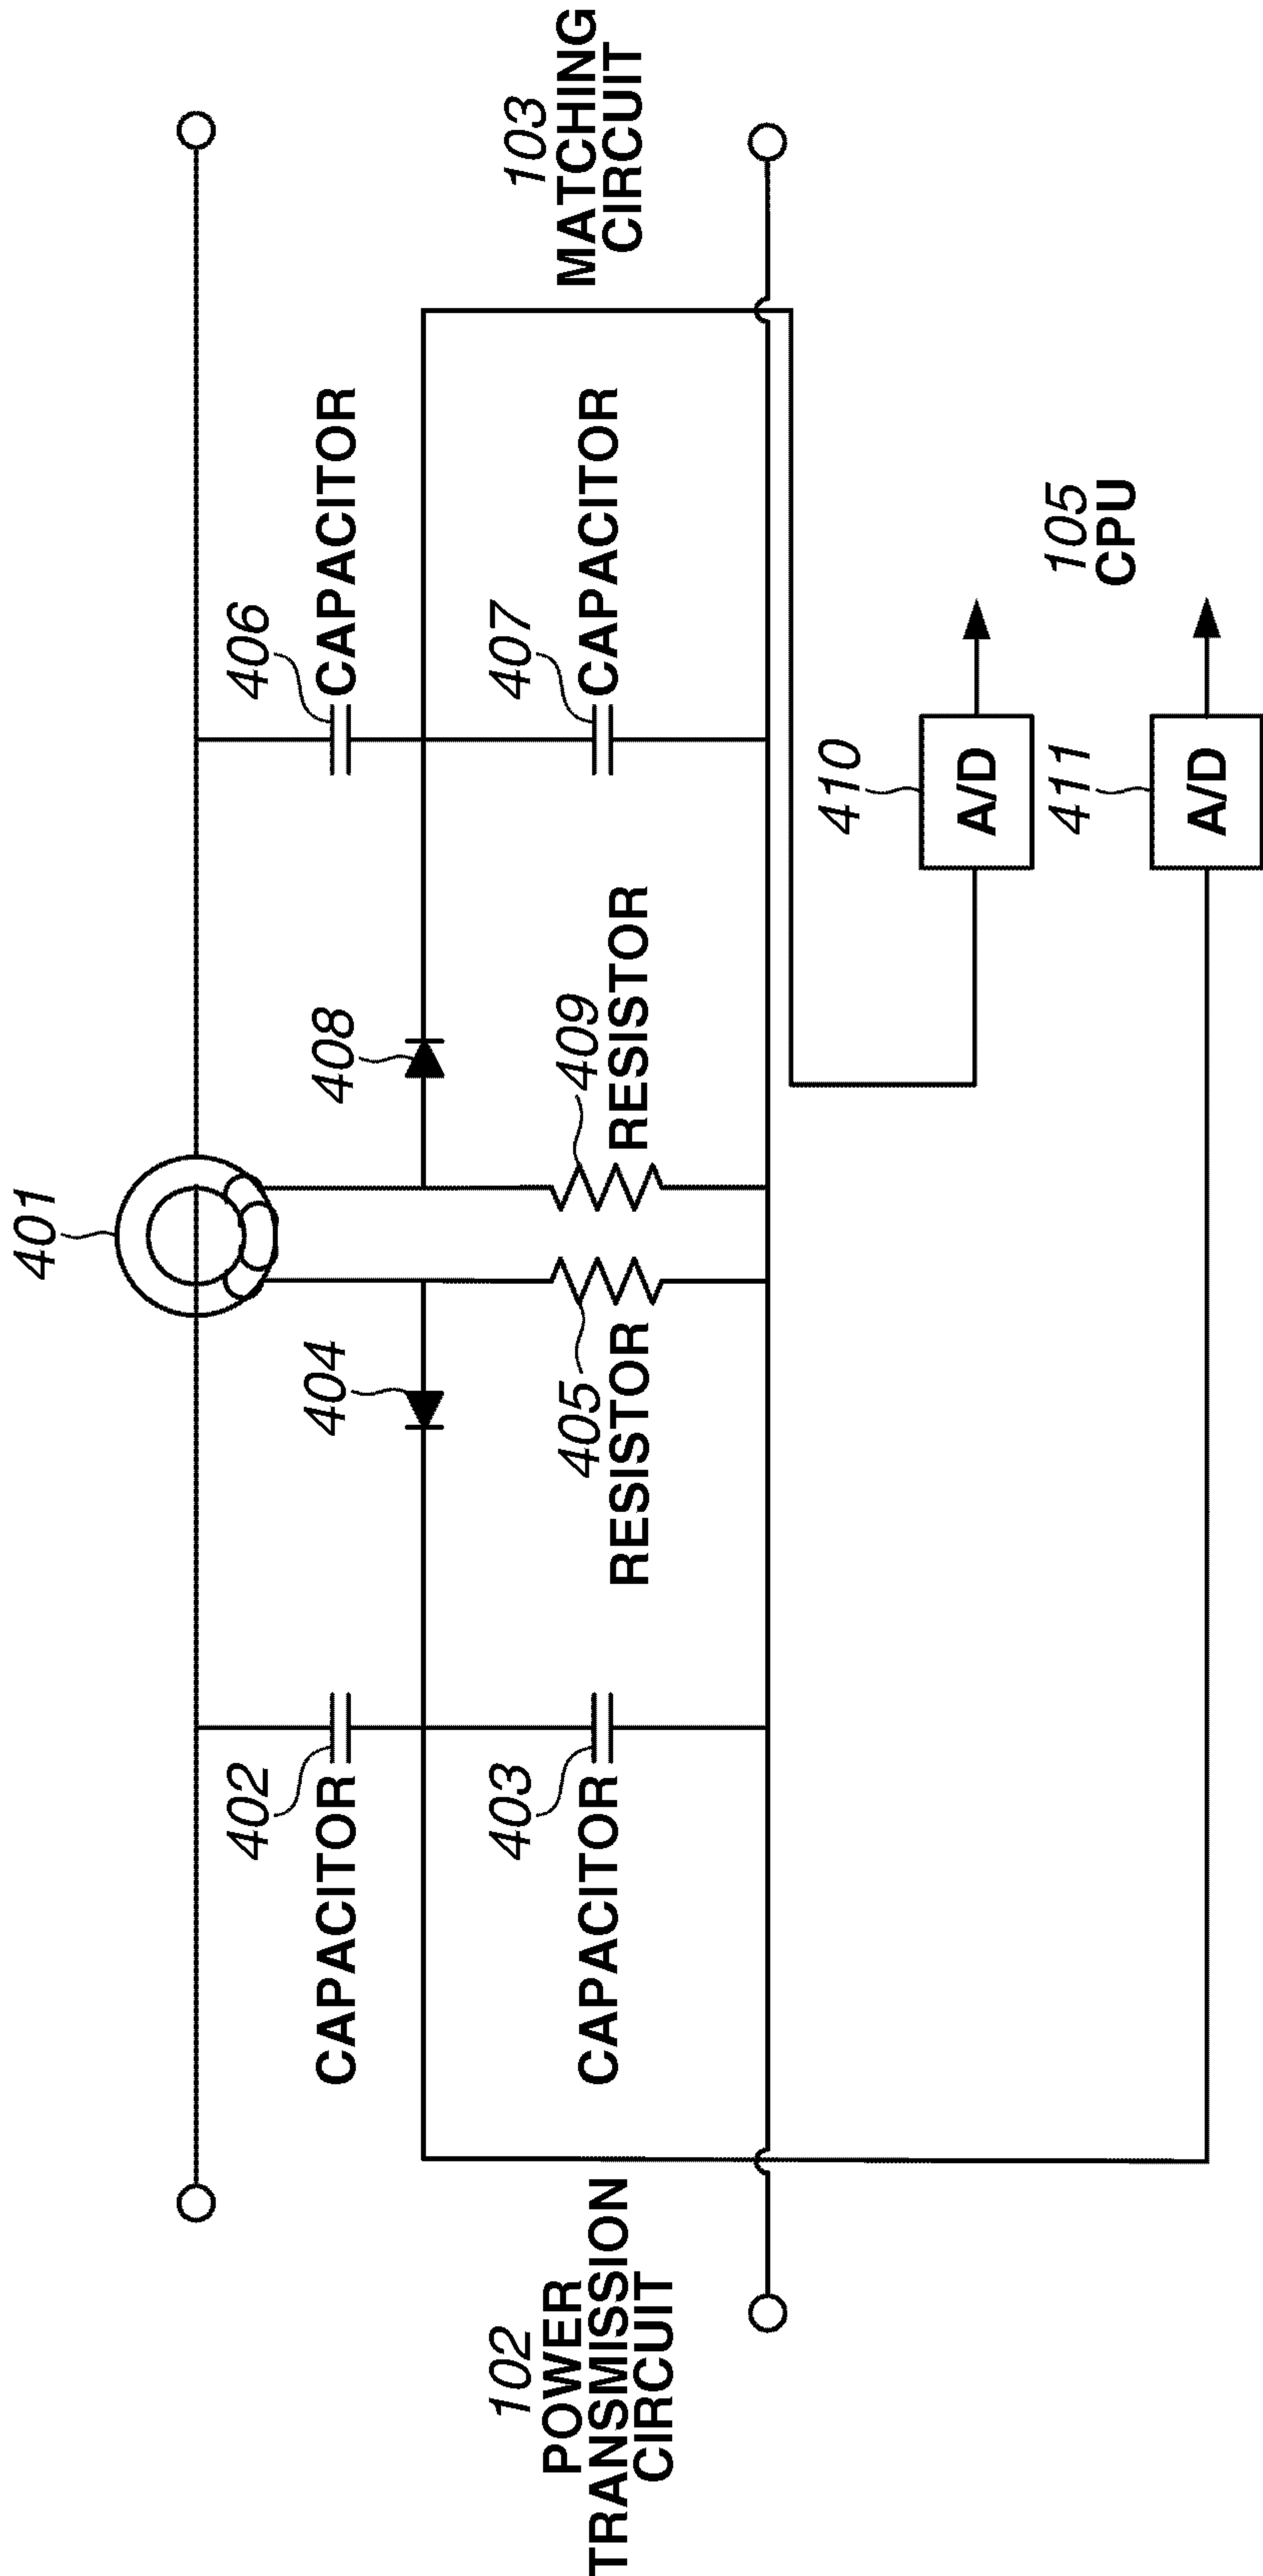 401
402
CAPACITOR
404
408
406
CAPACITOR
102
POWER
TRANSMISSION
CIRCUIT
403
CAPACITOR
405
RESISTOR
409
RESISTOR
407
CAPACITOR
103
MATCHING
CIRCUIT
410
A/D
105
CPU
411
A/D